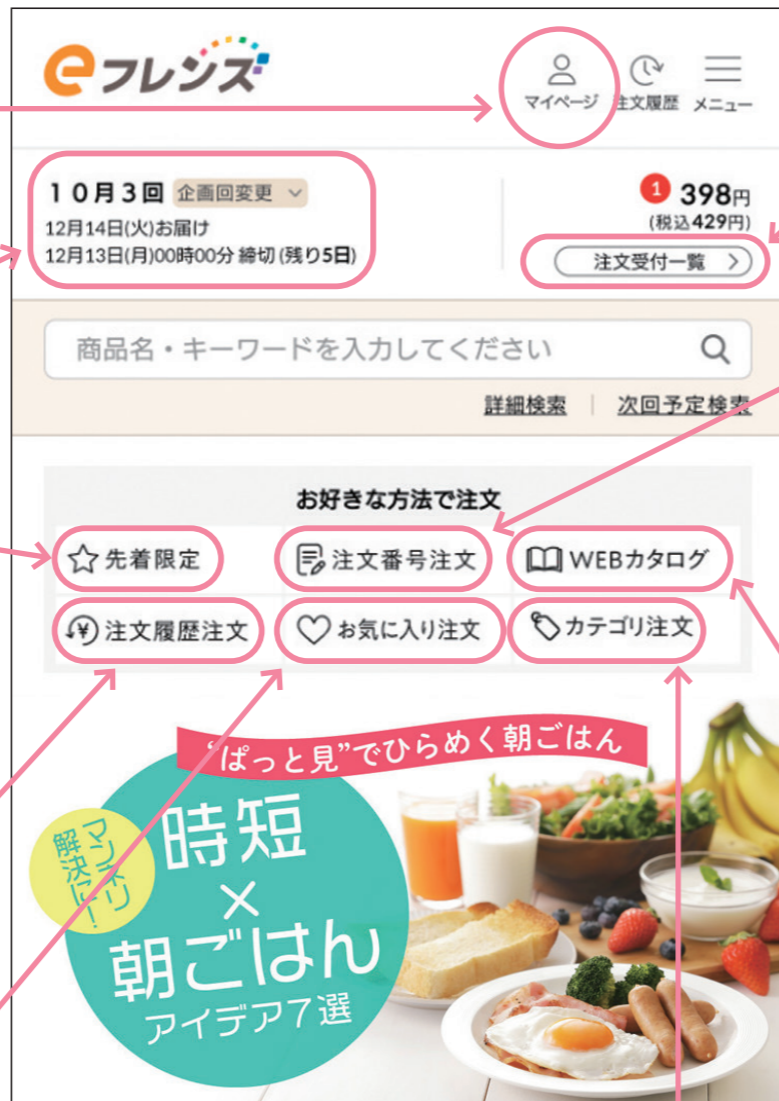 eフレンズ
マイページ 注文履歴 メニュー
10月3回 企画回変更
12月14日(火)お届け
12月13日(月)00時00分 締切 (残り5日)
1 398円
(税込429円)
注文受付一覧
商品名・キーワードを入力してください
詳細検索 次回予定検索
お好きな方法で注文
先着限定 注文番号注文 WEBカタログ
注文履歴注文 お気に入り注文 カテゴリ注文
“ぱっと見”でひらめく朝ごはん
マンネリ
解決に!
時短
×
朝ごはん
アイデア7選